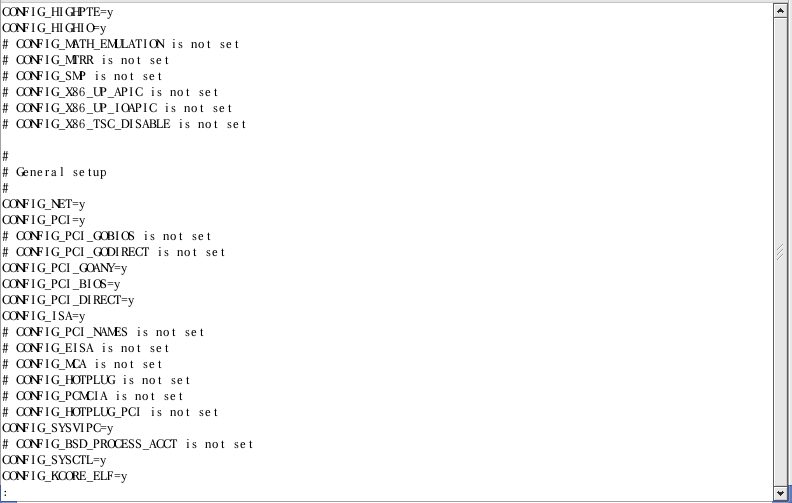 CONFIG_HIGHPTE=y
CONFIG_HIGHIO=y
# CONFIG_MATH_EMULATION is not set
# CONFIG_MTRR is not set
# CONFIG_SMP is not set
# CONFIG_X86_UP_APIC is not set
# CONFIG_X86_UP_IOAPIC is not set
# CONFIG_X86_TSC_DISABLE is not set

#
# General setup
#
CONFIG_NET=y
CONFIG_PCI=y
# CONFIG_PCI_GOBIOS is not set
# CONFIG_PCI_GODIRECT is not set
CONFIG_PCI_GOANY=y
CONFIG_PCI_BIOS=y
CONFIG_PCI_DIRECT=y
CONFIG_ISA=y
# CONFIG_PCI_NAMES is not set
# CONFIG_EISA is not set
# CONFIG_MCA is not set
# CONFIG_HOTPLUG is not set
# CONFIG_PCMCIA is not set
# CONFIG_HOTPLUG_PCI is not set
CONFIG_SYSVIPC=y
# CONFIG_BSD_PROCESS_ACCT is not set
CONFIG_SYSCTL=y
CONFIG_KCORE_ELF=y
: